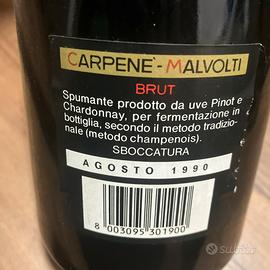 CARPENE'-MALVOLTI
BRUT
Spumante prodotto da uve Pinot e
Chardonnay, per fermentazione in
bottiglia, secondo il metodo tradizio-
nale (metodo champenois).
SBOCCATURA
AGOSTO 1990
8 003095 301900
subito